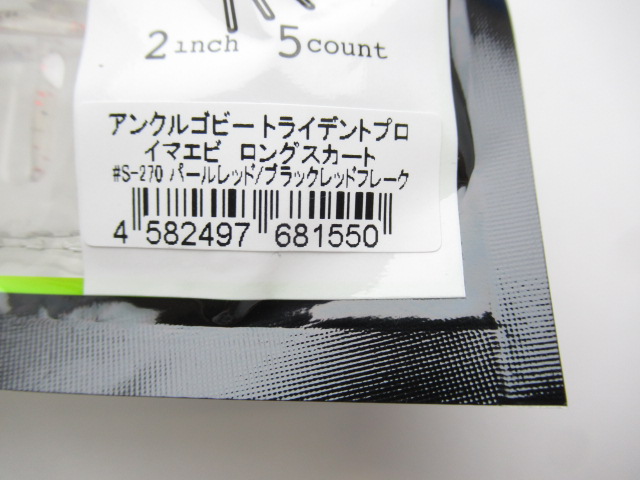 2inch 5count
アンクルゴビートライデントプロ
イマエビ ロングスカート
#S-270 パールレッド/ブラックレッドフレーク
4 582497 681550